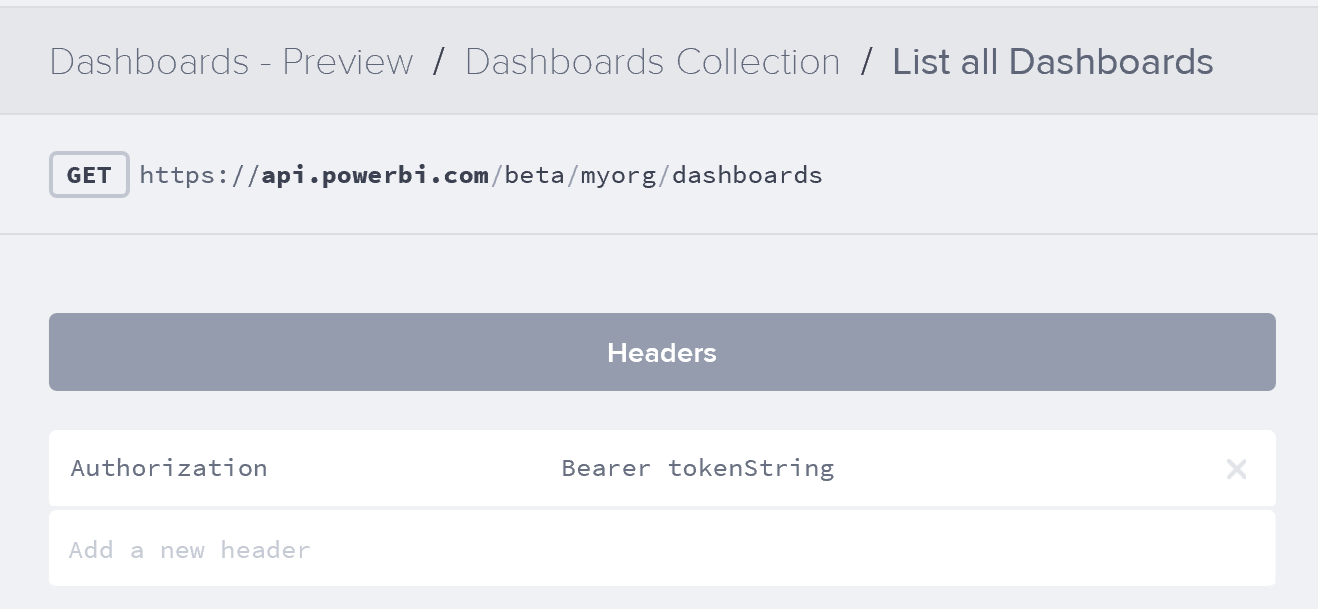 Dashboards - Preview / Dashboards Collection / List all Dashboards
GET https://api.powerbi.com/beta/myorg/dashboards
Headers
Authorization Bearer tokenString
Add a new header